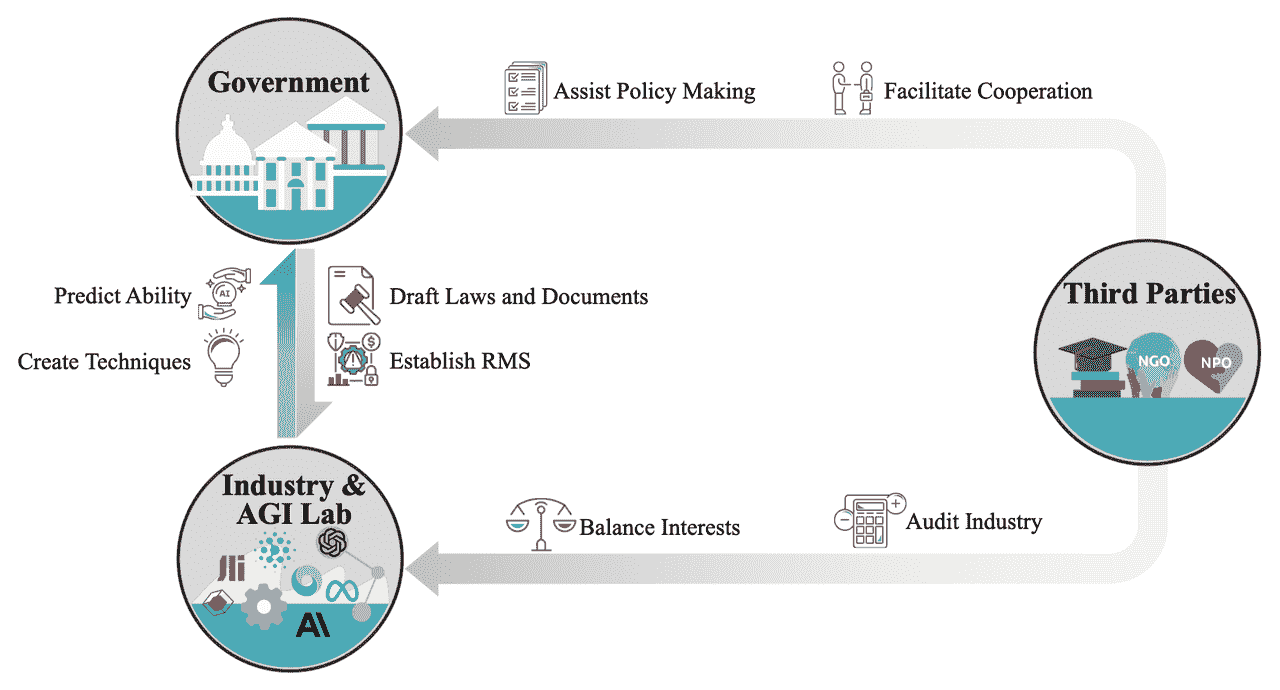 Government
Assist Policy Making
Facilitate Cooperation
Predict Ability
AI
Draft Laws and Documents
Create Techniques
Establish RMS
Third Parties
NGO
NPO
Industry &
AGI Lab
Balance Interests
Audit Industry